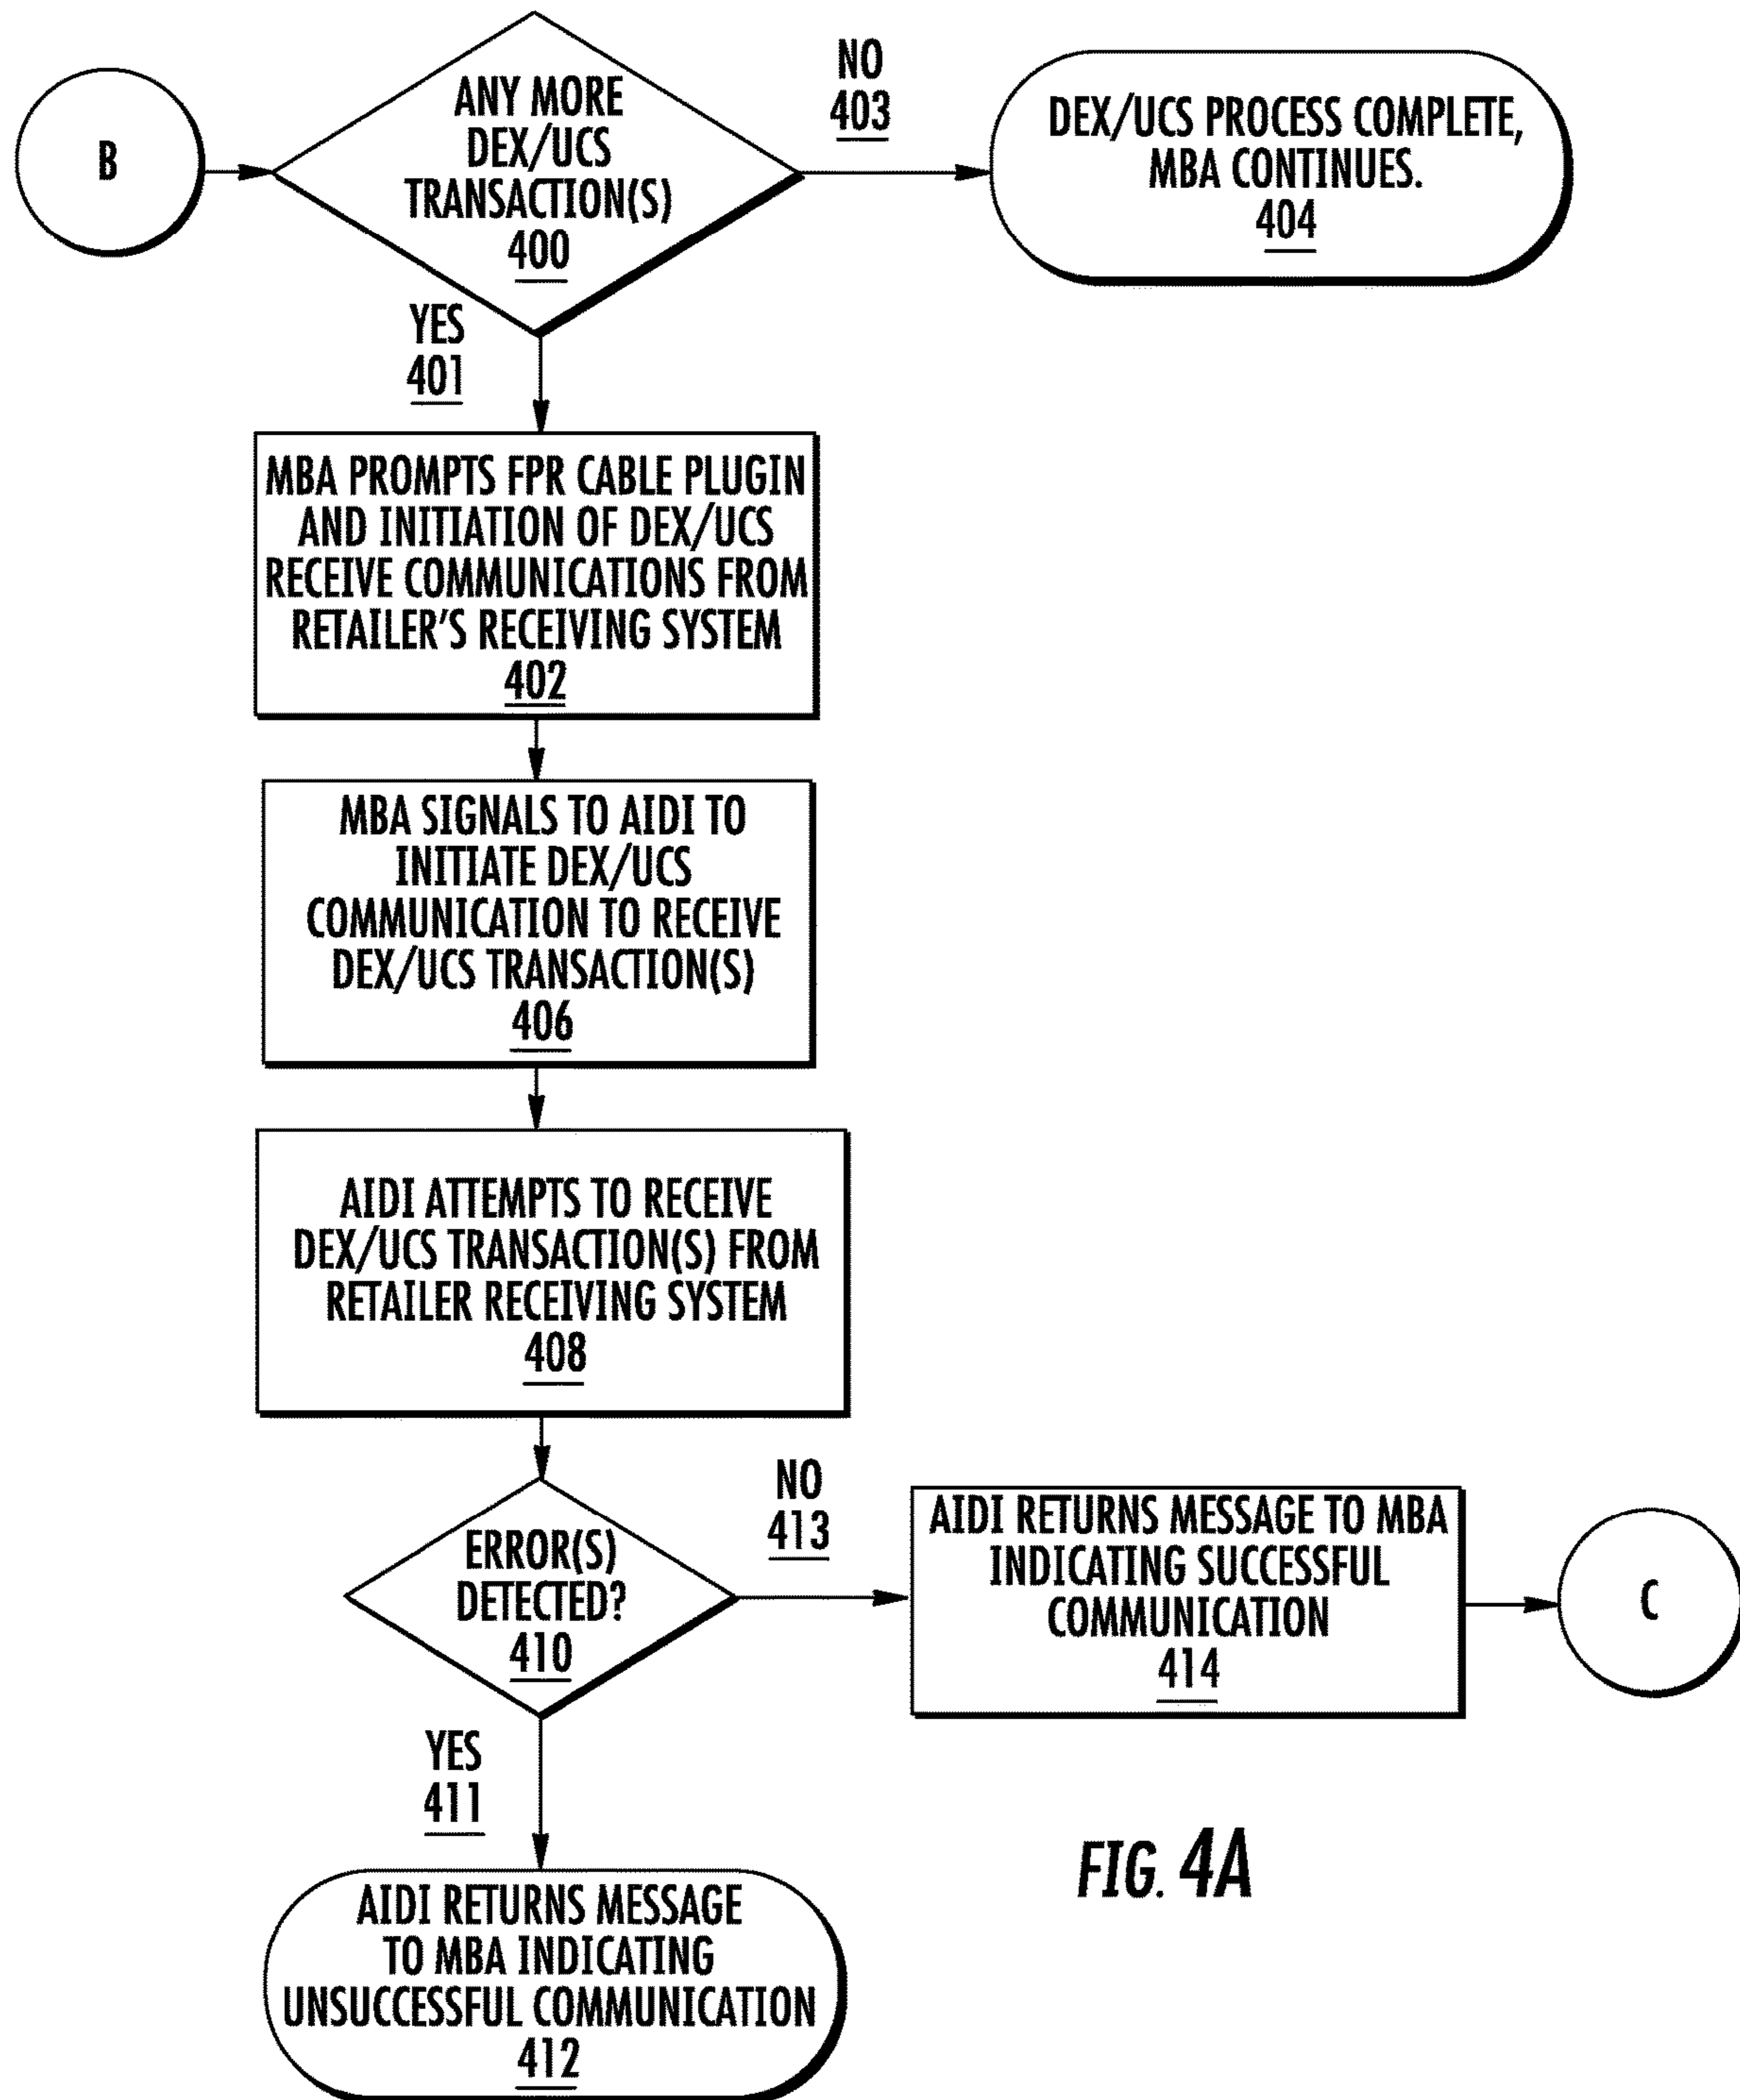 B
ANY MORE
DEX/UCS
TRANSACTION(S)
400
NO
403
DEX/UCS PROCESS COMPLETE,
MBA CONTINUES.
404
YES
401
MBA PROMPTS FPR CABLE PLUGIN
AND INITIATION OF DEX/UCS
RECEIVE COMMUNICATIONS FROM
RETAILER'S RECEIVING SYSTEM
402
MBA SIGNALS TO AIDI TO
INITIATE DEX/UCS
COMMUNICATION TO RECEIVE
DEX/UCS TRANSACTION(S)
406
AIDI ATTEMPTS TO RECEIVE
DEX/UCS TRANSACTION(S) FROM
RETAILER RECEIVING SYSTEM
408
ERROR(S)
DETECTED?
410
NO
413
AIDI RETURNS MESSAGE TO MBA
INDICATING SUCCESSFUL
COMMUNICATION
414
C
YES
411
AIDI RETURNS MESSAGE
TO MBA INDICATING
UNSUCCESSFUL COMMUNICATION
412
FIG. 4A